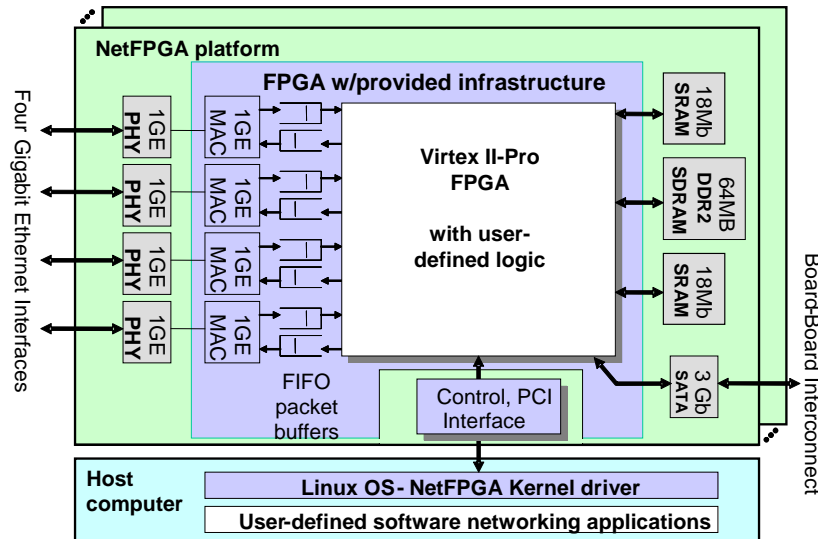 NetFPGA platform
FPGA w/provided infrastructure
Four Gigabit Ethernet Interfaces
1GE
PHY
1GE
MAC
1GE
PHY
1GE
MAC
1GE
PHY
1GE
MAC
1GE
PHY
1GE
MAC
FIFO
packet
buffers
Virtex II-Pro
FPGA
with user-
defined logic
18Mb
SRAM
64MB
DDR2
SDRAM
18Mb
SRAM
3 Gb
SATA
Board-Board Interconnect
Control, PCI
Interface
Host
computer
Linux OS- NetFPGA Kernel driver
User-defined software networking applications